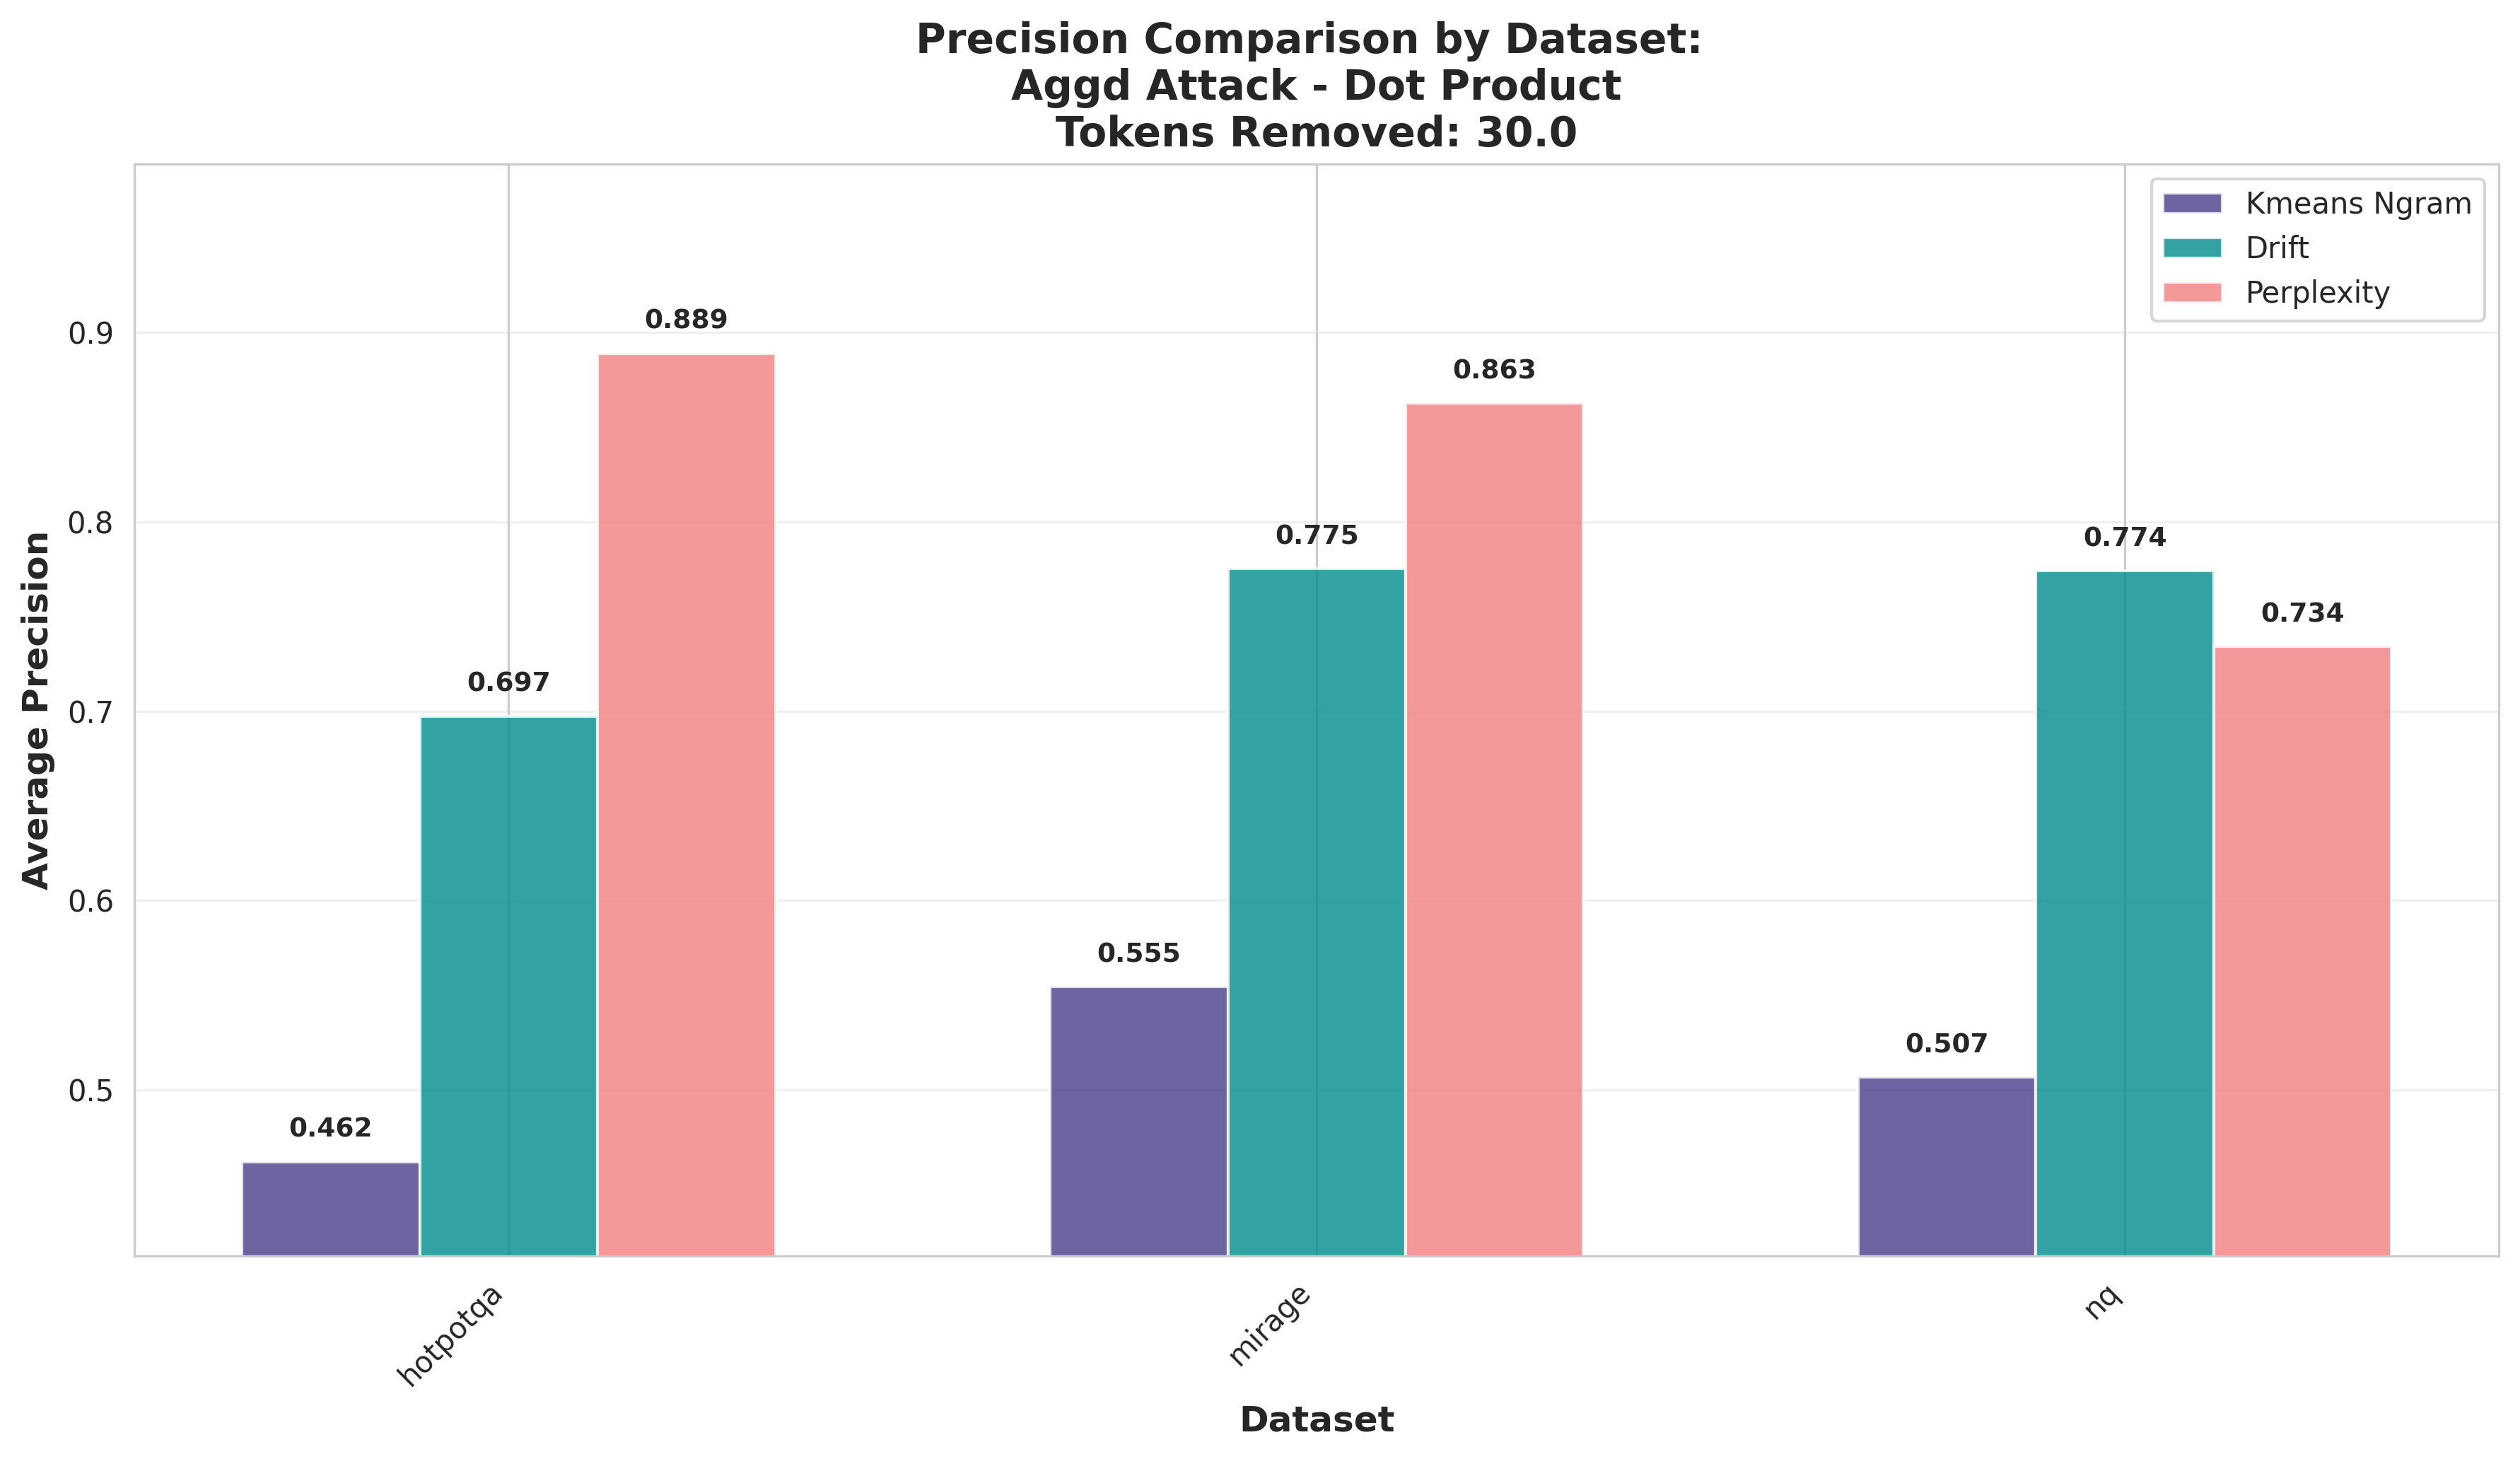 Precision Comparison by Dataset:
Aggd Attack - Dot Product
Tokens Removed: 30.0
Kmeans Ngram
Drift
Perplexity
Average Precision
0.9
0.8
0.7
0.6
0.5
0.462
0.697
0.889
0.555
0.775
0.863
0.507
0.774
0.734
hotpotqa
mirage
nq
Dataset